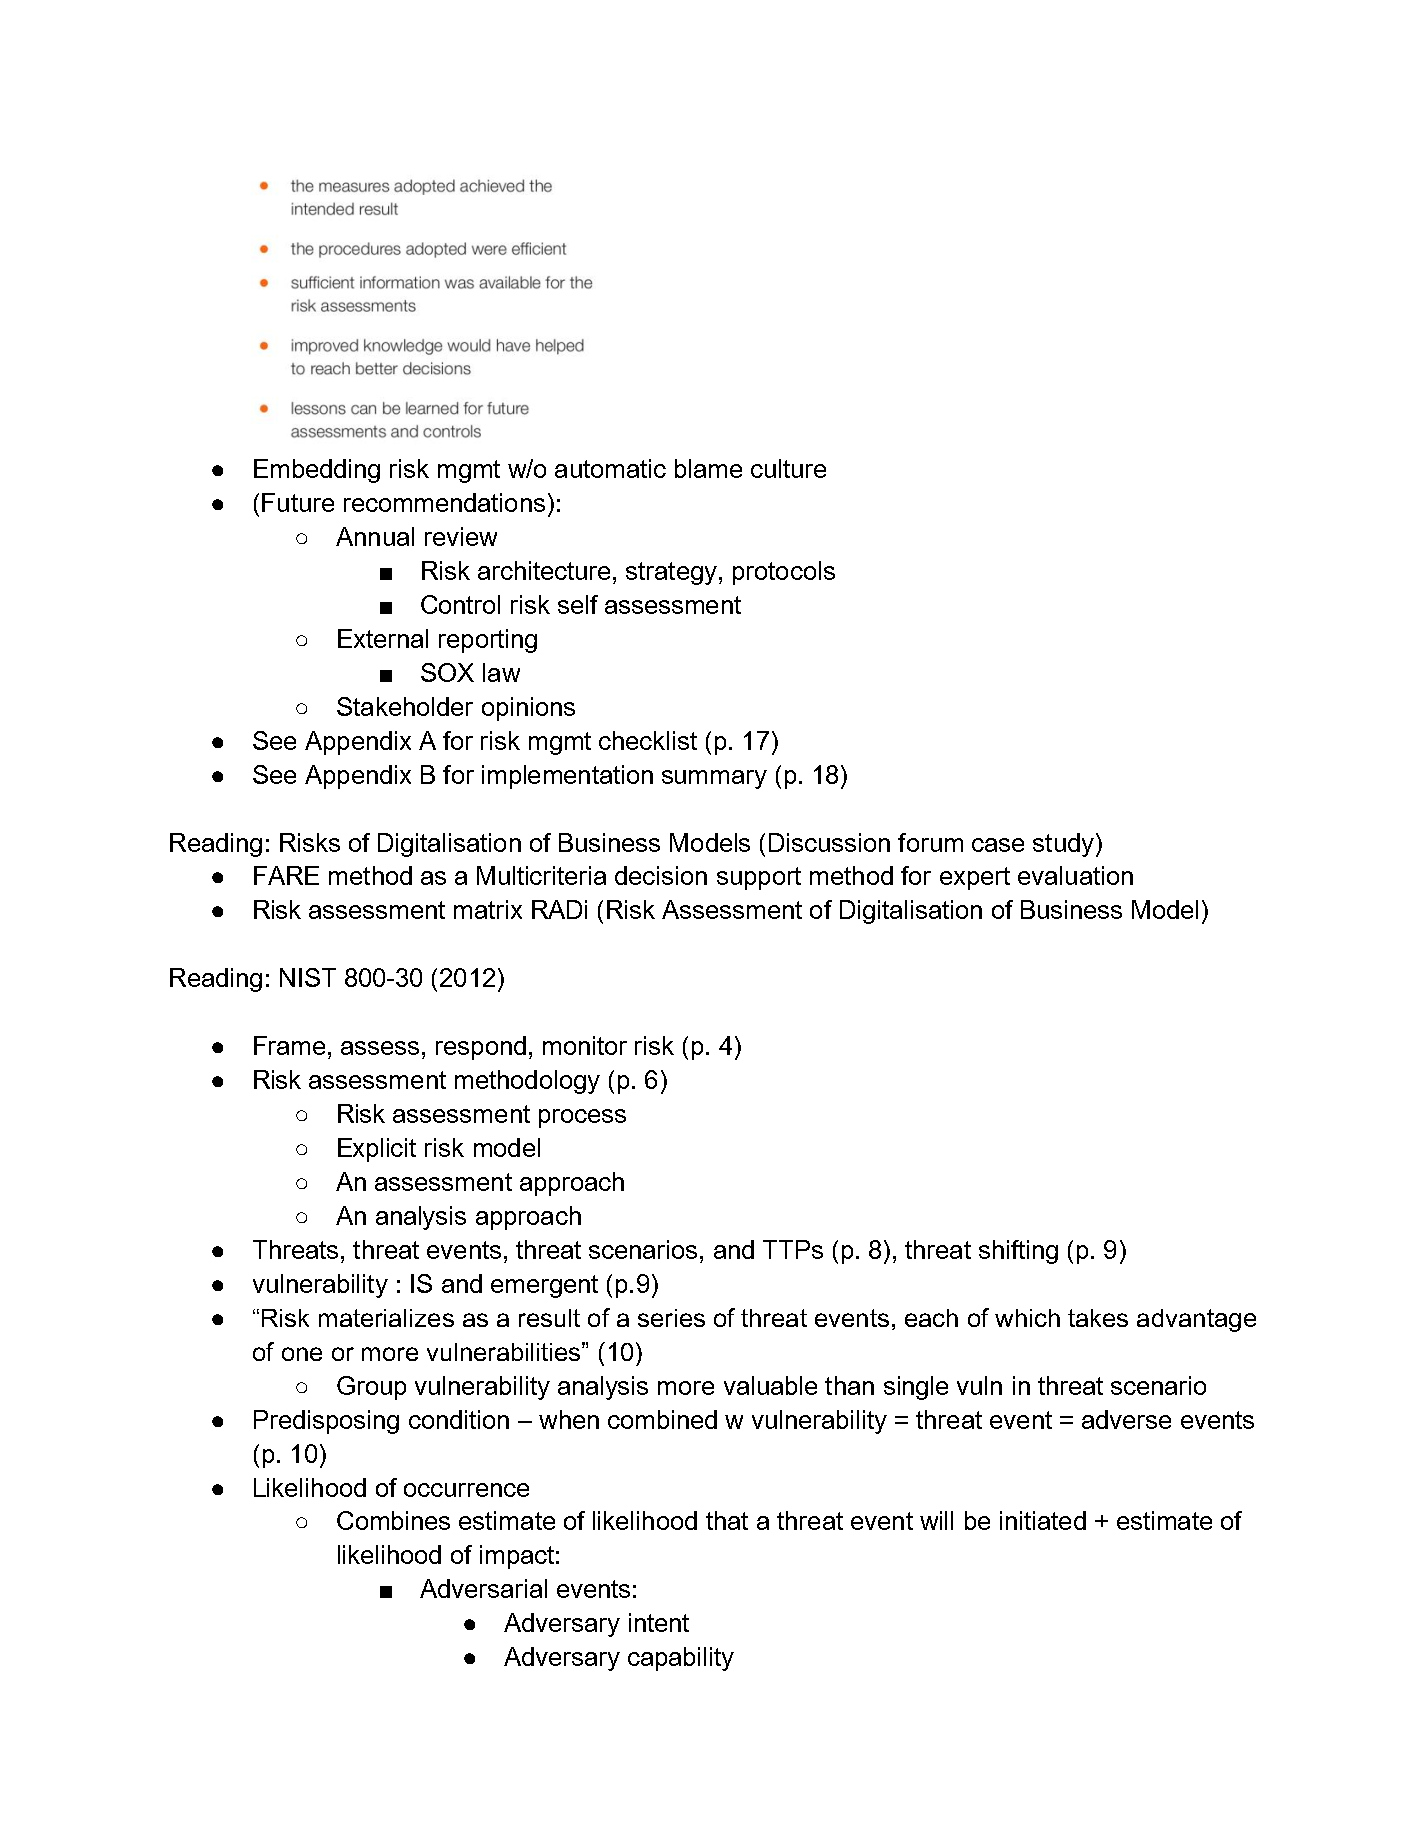 ● the measures adopted achieved the
intended result
● the procedures adopted were efficient
● sufficient information was available for the
risk assessments
● improved knowledge would have helped
to reach better decisions
● lessons can be learned for future
assessments and controls
● Embedding risk mgmt w/o automatic blame culture
● (Future recommendations):
○ Annual review
■ Risk architecture, strategy, protocols
■ Control risk self assessment
○ External reporting
■ SOX law
○ Stakeholder opinions
● See Appendix A for risk mgmt checklist (p. 17)
● See Appendix B for implementation summary (p. 18)
Reading: Risks of Digitalisation of Business Models (Discussion forum case study)
● FARE method as a Multicriteria decision support method for expert evaluation
● Risk assessment matrix RADi (Risk Assessment of Digitalisation of Business Model)
Reading: NIST 800-30 (2012)
● Frame, assess, respond, monitor risk (p. 4)
● Risk assessment methodology (p. 6)
○ Risk assessment process
○ Explicit risk model
○ An assessment approach
○ An analysis approach
● Threats, threat events, threat scenarios, and TTPs (p. 8), threat shifting (p. 9)
● vulnerability : IS and emergent (p.9)
● “Risk materializes as a result of a series of threat events, each of which takes advantage
of one or more vulnerabilities” (10)
○ Group vulnerability analysis more valuable than single vuln in threat scenario
● Predisposing condition – when combined w vulnerability = threat event = adverse events
(p. 10)
● Likelihood of occurrence
○ Combines estimate of likelihood that a threat event will be initiated + estimate of
likelihood of impact:
■ Adversarial events:
● Adversary intent
● Adversary capability